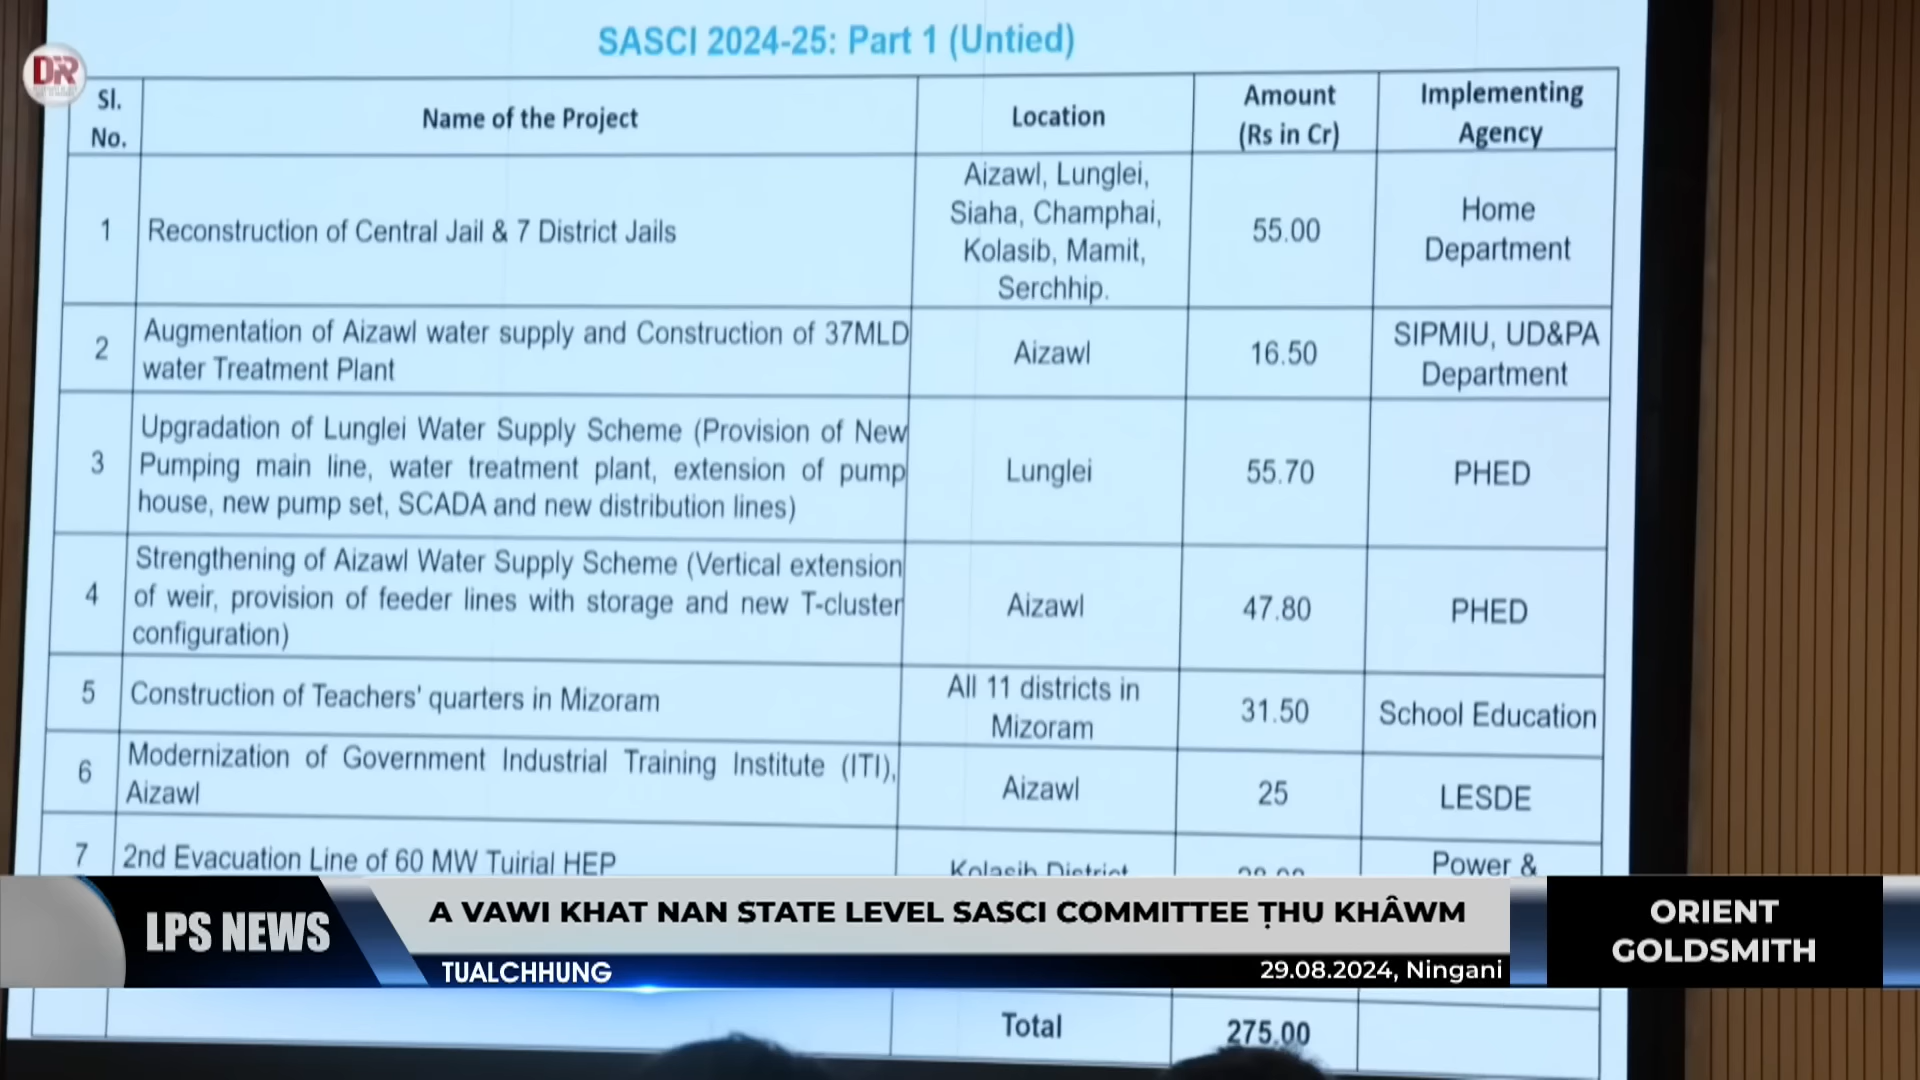 SASCI 2024-25: Part 1 (Untied)
DR
Sl. No. Name of the Project Location Amount (Rs in Cr) Implementing Agency
1 Reconstruction of Central Jail & 7 District Jails Aizawl, Lunglei, Siaha, Champhai, Kolasib, Mamit, Serchhip. 55.00 Home Department
2 Augmentation of Aizawl water supply and Construction of 37MLD water Treatment Plant Aizawl 16.50 SIPMIU, UD&PA Department
3 Upgradation of Lunglei Water Supply Scheme (Provision of New Pumping main line, water treatment plant, extension of pump house, new pump set, SCADA and new distribution lines) Lunglei 55.70 PHED
4 Strengthening of Aizawl Water Supply Scheme (Vertical extension of weir, provision of feeder lines with storage and new T-cluster configuration) Aizawl 47.80 PHED
5 Construction of Teachers' quarters in Mizoram All 11 districts in Mizoram 31.50 School Education
6 Modernization of Government Industrial Training Institute (ITI), Aizawl Aizawl 25 LESDE
7 2nd Evacuation Line of 60 MW Tuirial HEP Kolasib District Power &
LPS NEWS
A VAWI KHAT NAN STATE LEVEL SASCI COMMITTEE ṬHU KHÂWM
TUALCHHUNG
29.08.2024, Ningani
ORIENT
GOLDSMITH
Total 275.00